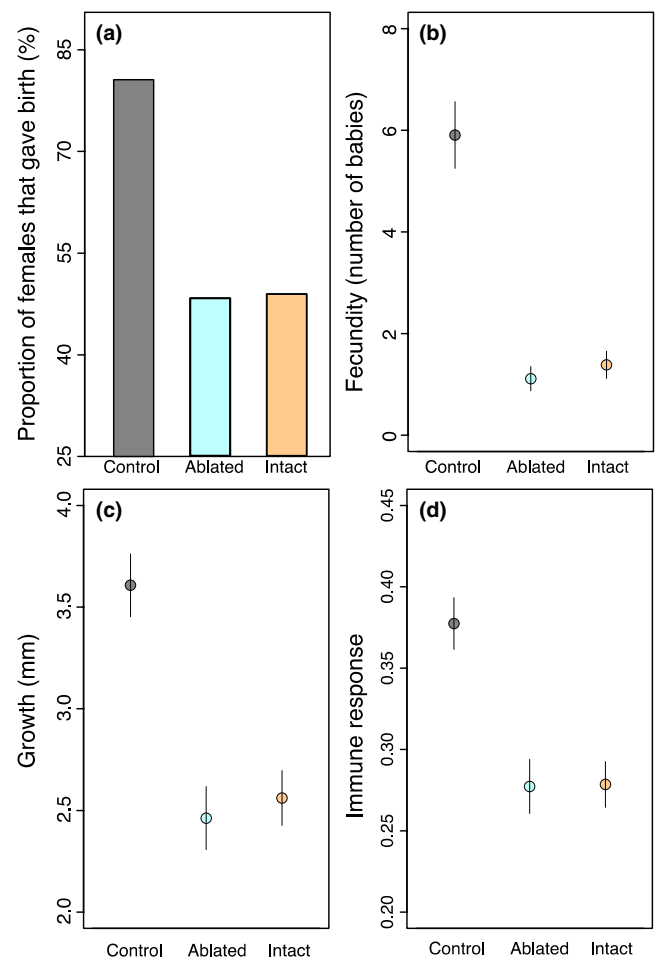 (a)
Proportion of females that gave birth (%)
85
70
55
40
25
Control Ablated Intact
(b)
Fecundity (number of babies)
8
6
4
2
0
Control Ablated Intact
(c)
Growth (mm)
4.0
3.5
3.0
2.5
2.0
Control Ablated Intact
(d)
Immune response
0.45
0.40
0.35
0.30
0.25
0.20
Control Ablated Intact